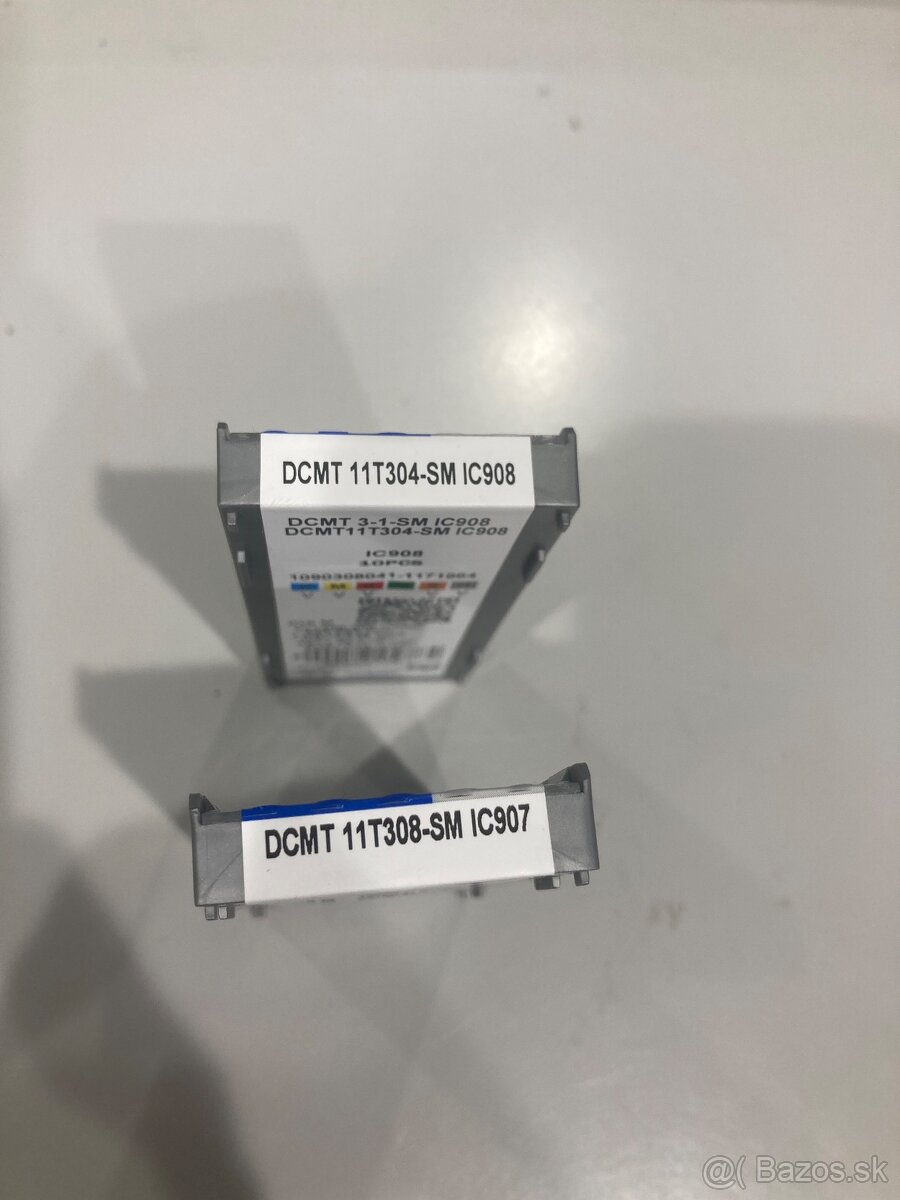 DCMT 11T304-SM IC908
DCMT 3-1-SM IC908
DCMT11T304-SM IC908
IC908
10PCS
DCMT 11T308-SM IC907
@( Bazos.sk